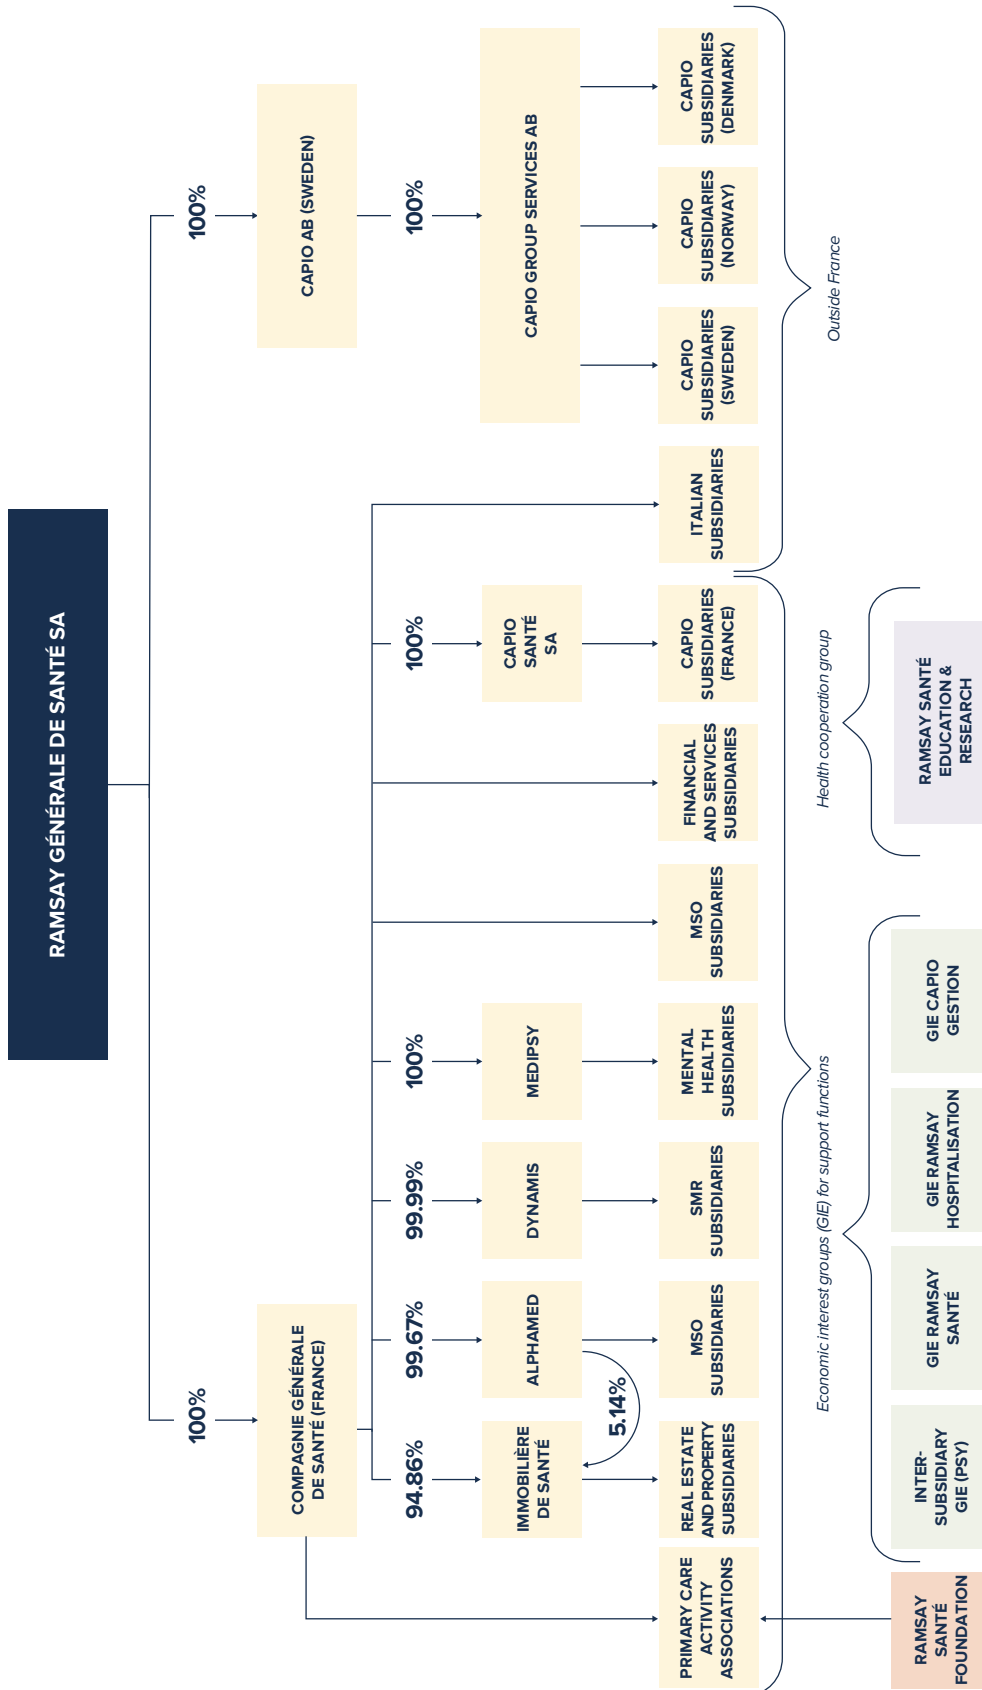 RAMSAY GÉNÉRALE DE SANTÉ SA
100%
100%
COMPAGNIE GÉNÉRALE
DE SANTÉ (FRANCE)
CAPIO AB (SWEDEN)
94.86%
99.67%
99.99%
100%
100%
100%
IMMOBILIÈRE
DE SANTÉ
ALPHAMED
DYNAMIS
MEDIPSY
CAPIO
SANTÉ
SA
CAPIO GROUP SERVICES AB
5.14%
PRIMARY CARE
ACTIVITY
ASSOCIATIONS
REAL ESTATE
AND PROPERTY
SUBSIDIARIES
MSO
SUBSIDIARIES
SMR
SUBSIDIARIES
MENTAL
HEALTH
SUBSIDIARIES
MSO
SUBSIDIARIES
FINANCIAL
AND SERVICES
SUBSIDIARIES
CAPIO
SUBSIDIARIES
(FRANCE)
ITALIAN
SUBSIDIARIES
CAPIO
SUBSIDIARIES
(SWEDEN)
CAPIO
SUBSIDIARIES
(NORWAY)
CAPIO
SUBSIDIARIES
(DENMARK)
Economic interest groups (GIE) for support functions
Health cooperation group
Outside France
RAMSAY
SANTÉ
FOUNDATION
INTER-
SUBSIDIARY
GIE (PSY)
GIE RAMSAY
SANTÉ
GIE RAMSAY
HOSPITALISATION
GIE CAPIO
GESTION
RAMSAY SANTÉ
EDUCATION &
RESEARCH